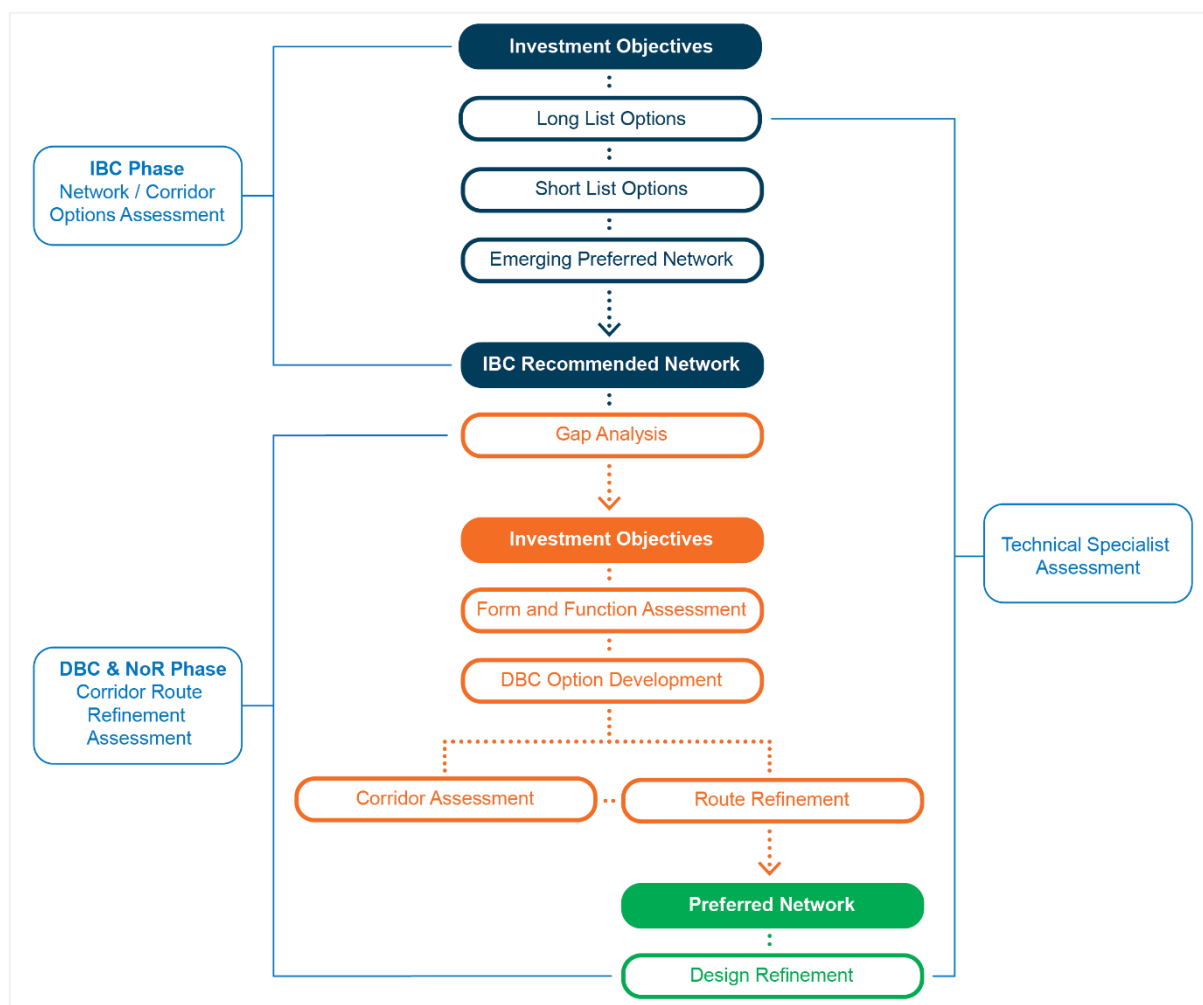 Investment Objectives
Long List Options
IBC Phase
Network / Corridor
Options Assessment
Short List Options
Emerging Preferred Network
IBC Recommended Network
Gap Analysis
Investment Objectives
Technical Specialist
Assessment
Form and Function Assessment
DBC & NoR Phase
Corridor Route
Refinement
Assessment
DBC Option Development
Corridor Assessment
Route Refinement
Preferred Network
Design Refinement